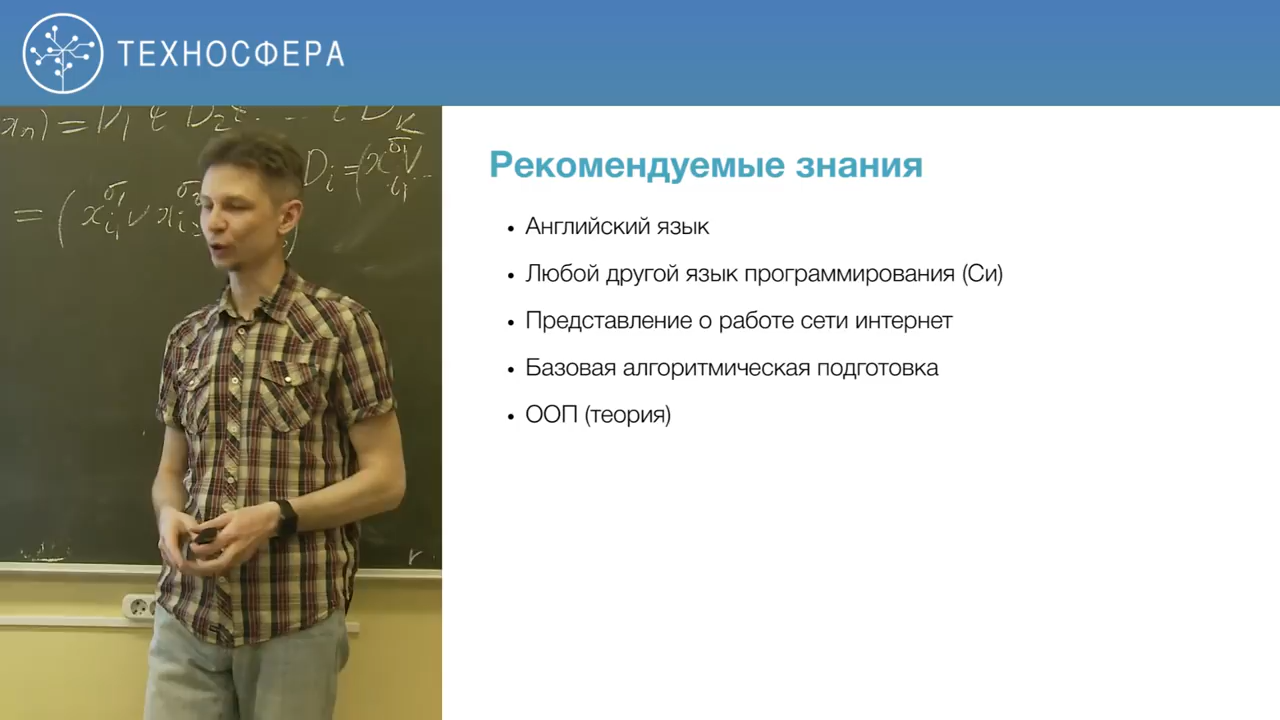 ТЕХНОСФЕРА
Рекомендуемые знания
• Английский язык
• Любой другой язык программирования (Си)
• Представление о работе сети интернет
• Базовая алгоритмическая подготовка
• ООП (теория)